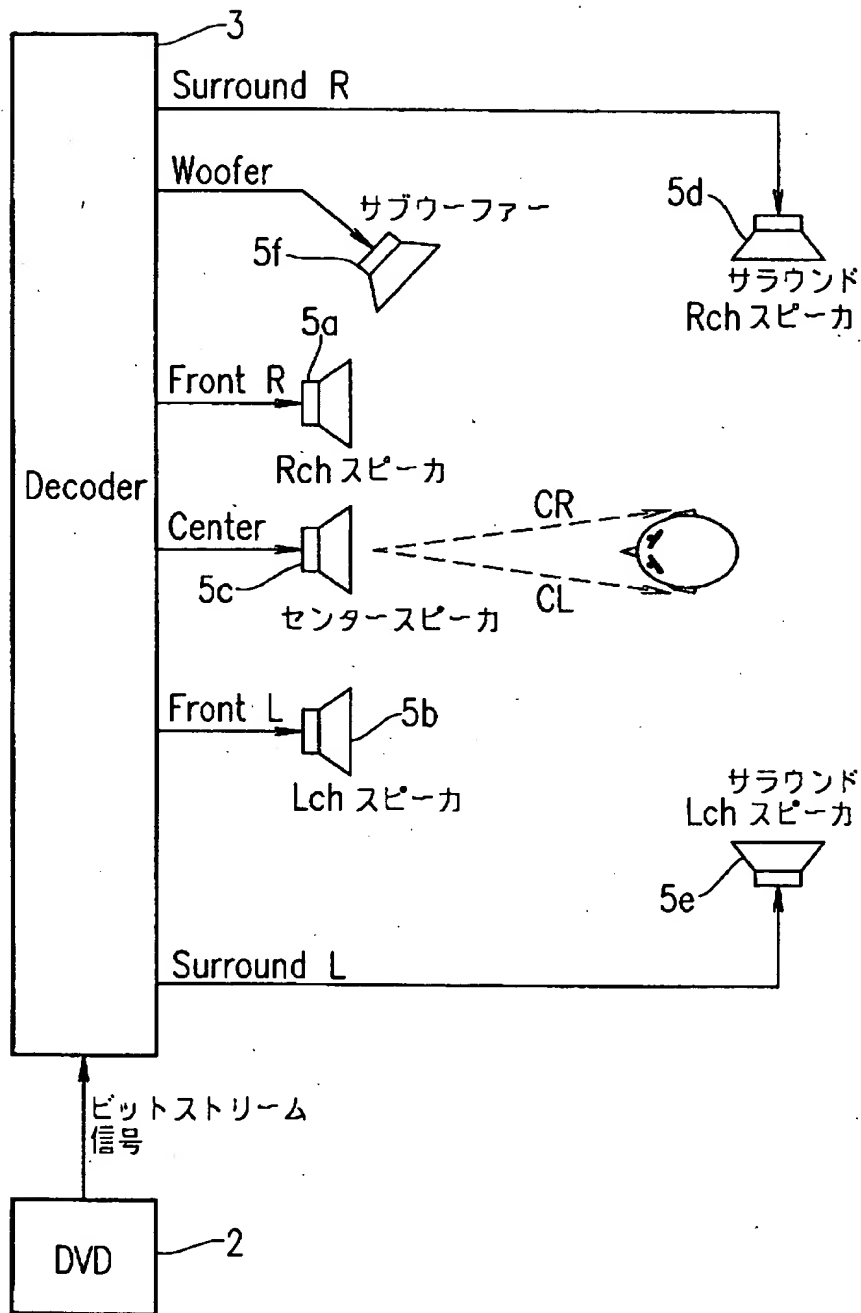 3
Surround R
Woofer
サブウーファー
5f
5d
サラウンド
Rchスピーカ
5a
Front R
Rchスピーカ
Decoder
Center
CR
5c
CL
センタースピーカ
Front L
5b
Lchスピーカ
サラウンド
Lchスピーカ
5e
Surround L
ビットストリーム
信号
DVD
2